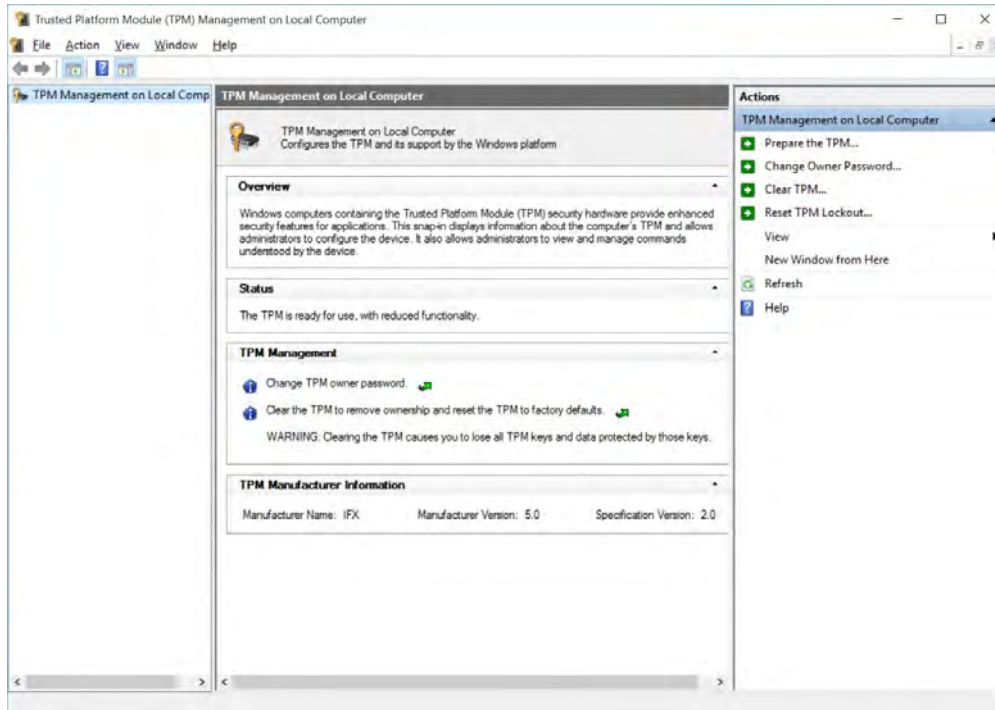 Trusted Platform Module (TPM) Management on Local Computer
File Action View Window Help
TPM Management on Local Comp
TPM Management on Local Computer
TPM Management on Local Computer
Configures the TPM and its support by the Windows platform
Overview
Windows computers containing the Trusted Platform Module (TPM) security hardware provide enhanced
security features for applications. This snap-in displays information about the computer's TPM and allows
administrators to configure the device. It also allows administrators to view and manage commands
understood by the device.
Status
The TPM is ready for use, with reduced functionality.
TPM Management
Change TPM owner password.
Clear the TPM to remove ownership and reset the TPM to factory defaults.
WARNING: Clearing the TPM causes you to lose all TPM keys and data protected by those keys.
TPM Manufacturer Information
Manufacturer Name: IFX Manufacturer Version: 5.0 Specification Version: 2.0
Actions
TPM Management on Local Computer
Prepare the TPM...
Change Owner Password...
Clear TPM...
Reset TPM Lockout...
View
New Window from Here
Refresh
Help